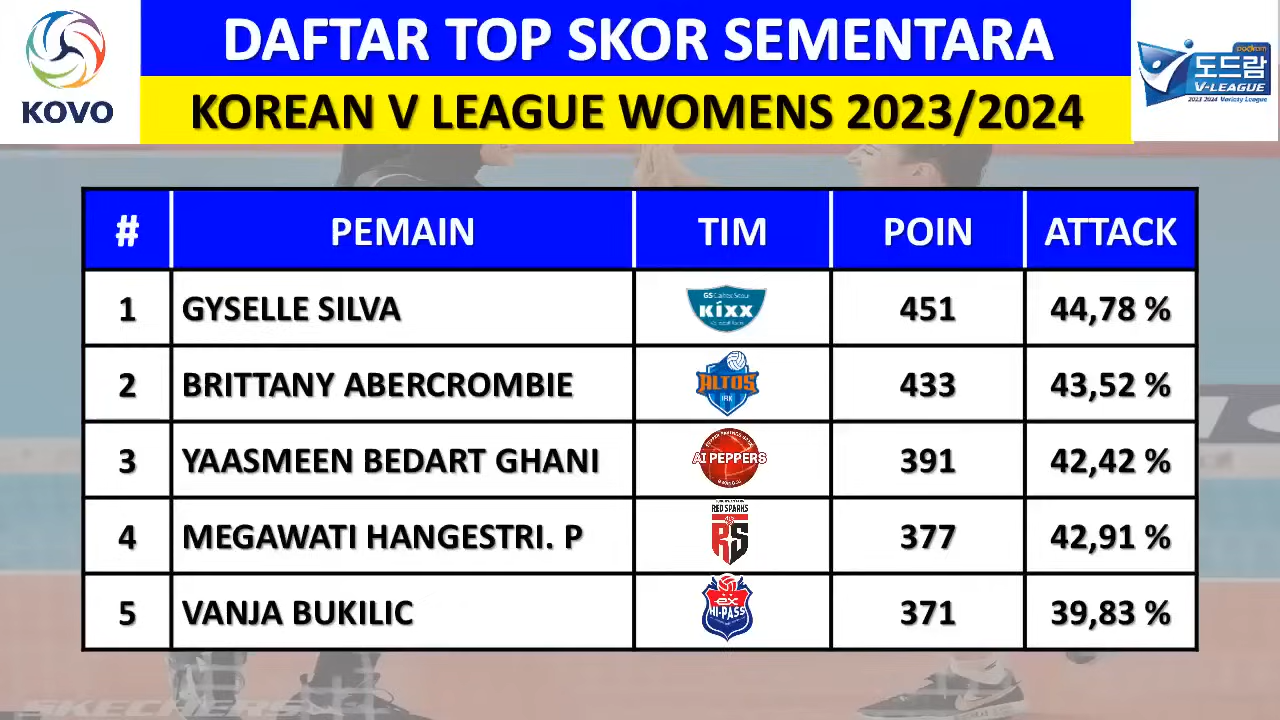 DAFTAR TOP SKOR SEMENTARA
KOREAN V LEAGUE WOMENS 2023/2024
KOVO
도드람
V-LEAGUE
# PEMAIN TIM POIN ATTACK
1 GYSELLE SILVA KIXX 451 44,78 %
2 BRITTANY ABERCROMBIE ALTOS 433 43,52 %
3 YAASMEEN BEDART GHANI AI PEPPERS 391 42,42 %
4 MEGAWATI HANGESTRI. P RED SPARKS RS 377 42,91 %
5 VANJA BUKILIC ex HI-PASS 371 39,83 %
SKECHERS